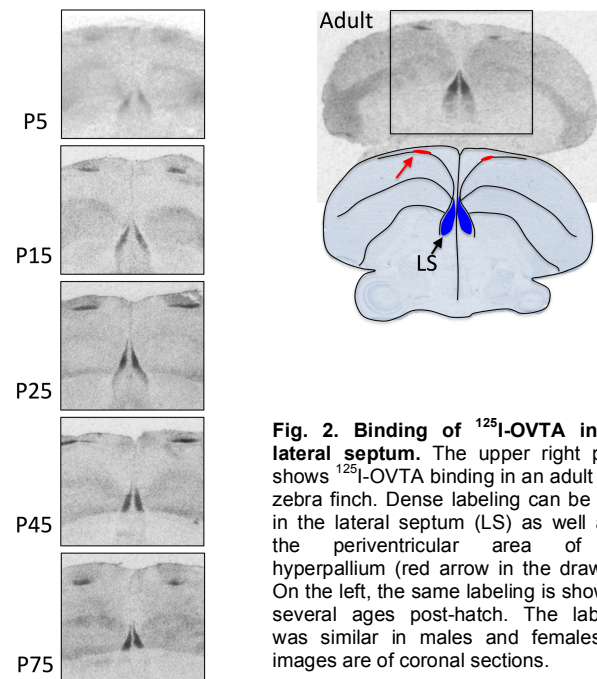 P5
P15
P25
P45
P75
Adult
LS
Fig. 2. Binding of ¹²⁵I-OVTA in
lateral septum. The upper right p
shows ¹²⁵I-OVTA binding in an adult
zebra finch. Dense labeling can be
in the lateral septum (LS) as well a
the periventricular area of
hyperpallium (red arrow in the draw
On the left, the same labeling is show
several ages post-hatch. The lab
was similar in males and females
images are of coronal sections.